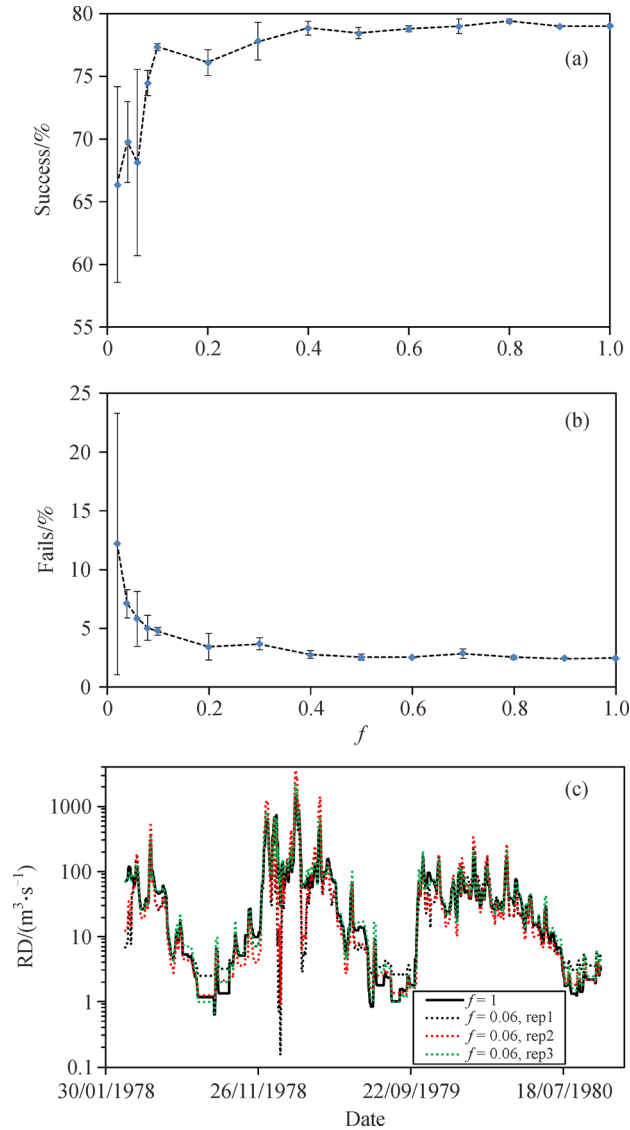 80
75
70
65
60
55
Success/%
(a)
0
0.2
0.4
0.6
0.8
1.0
25
20
15
10
5
0
Fails/%
(b)
0
0.2
0.4
0.6
0.8
1.0
f
1000
100
10
1
0.1
RD/(m³·s⁻¹)
(c)
f = 1
f = 0.06, rep1
f = 0.06, rep2
f = 0.06, rep3
30/01/1978
26/11/1978
22/09/1979
18/07/1980
Date